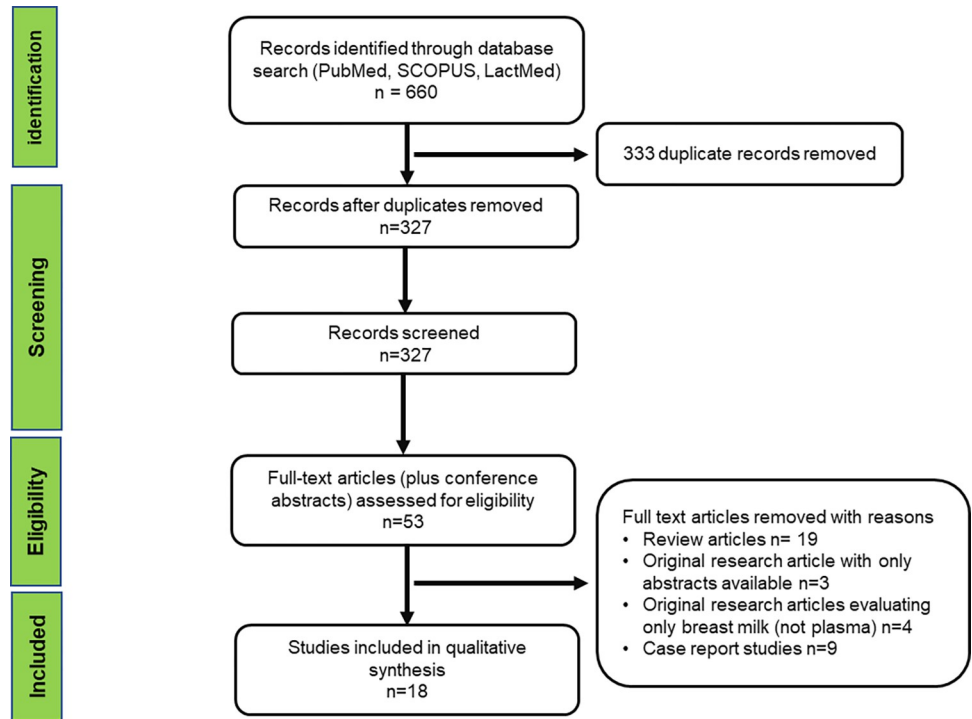 identification
Records identified through database
search (PubMed, SCOPUS, LactMed)
n = 660
333 duplicate records removed
Screening
Records after duplicates removed
n=327
Records screened
n=327
Eligibility
Full-text articles (plus conference
abstracts) assessed for eligibility
n=53
Full text articles removed with reasons
• Review articles n= 19
• Original research article with only
abstracts available n=3
• Original research articles evaluating
only breast milk (not plasma) n=4
• Case report studies n=9
Included
Studies included in qualitative
synthesis
n=18